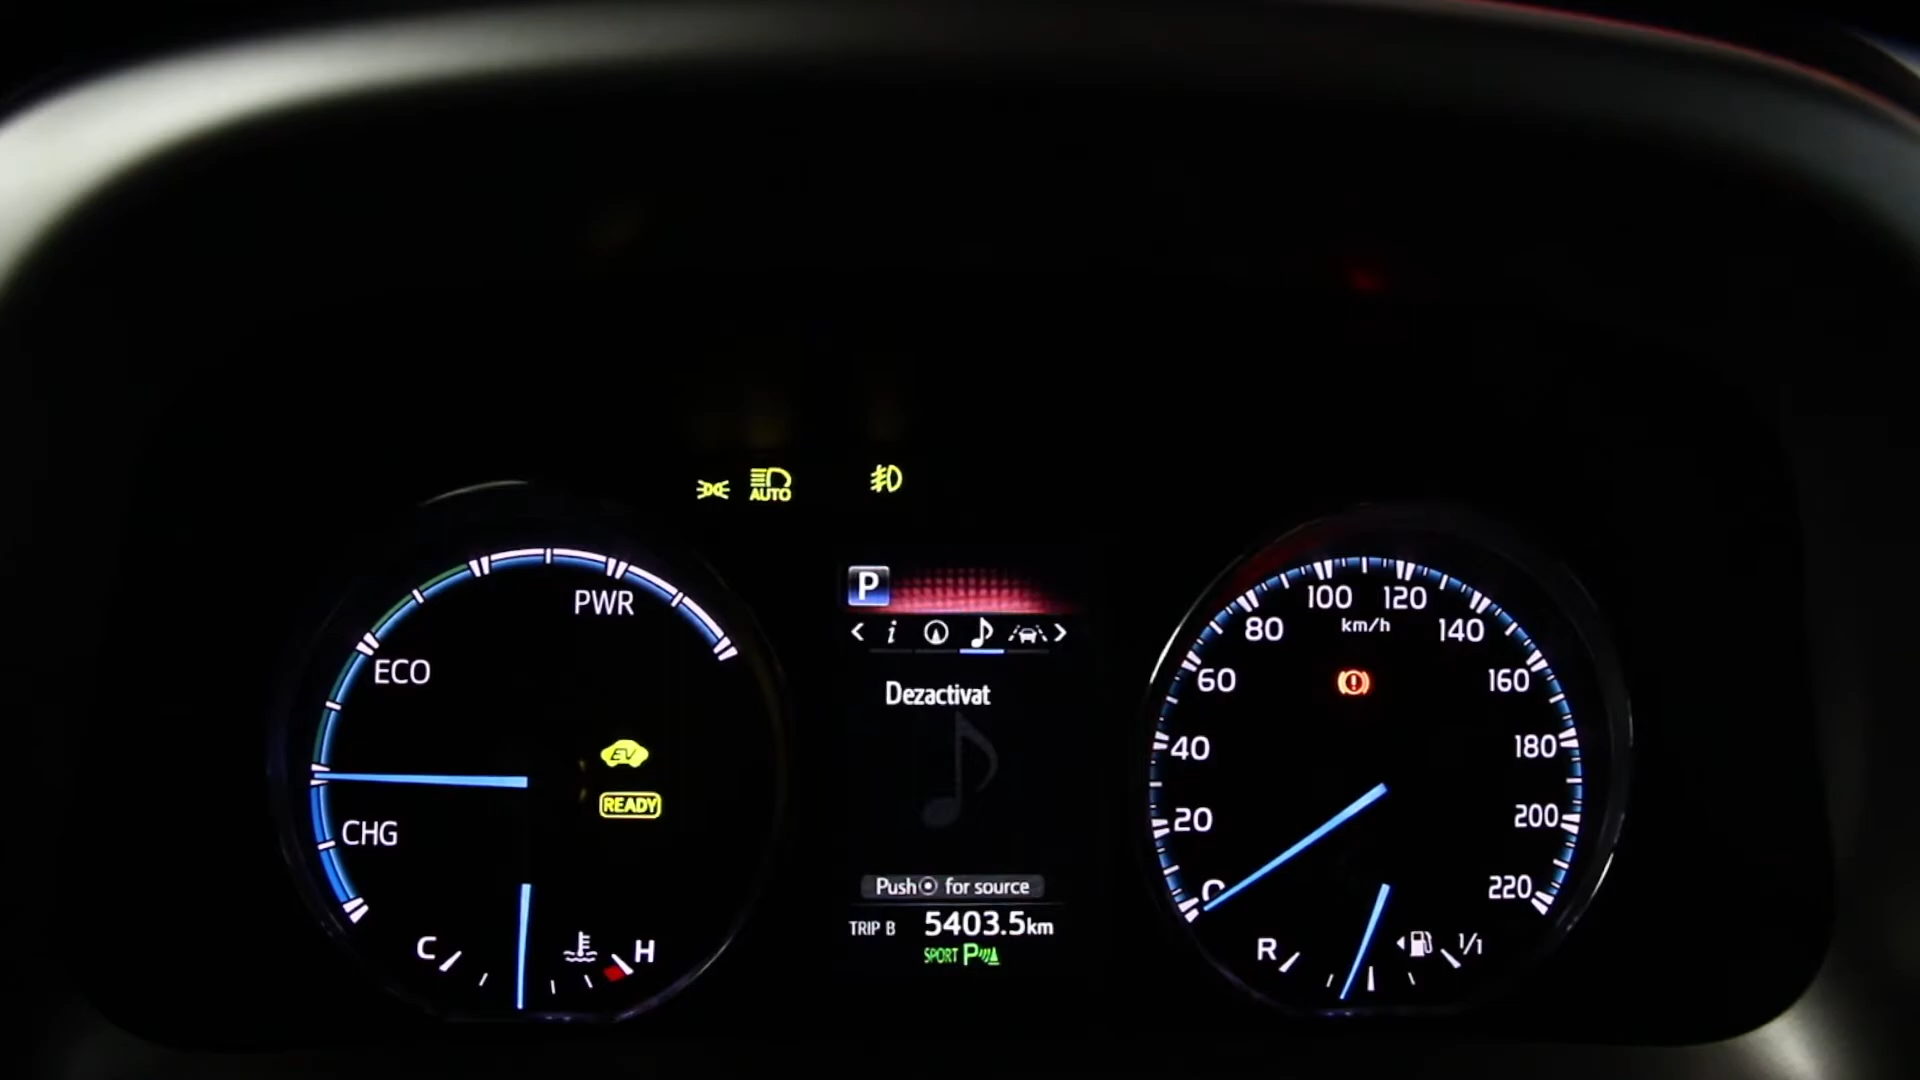 AUTO
PWR
ECO
CHG
EV
READY
C
H
P
i
Dezactivat
Push for source
TRIP B 5403.5km
SPORT P
0
20
40
60
80
100
120
140
160
180
200
220
km/h
R
1/1